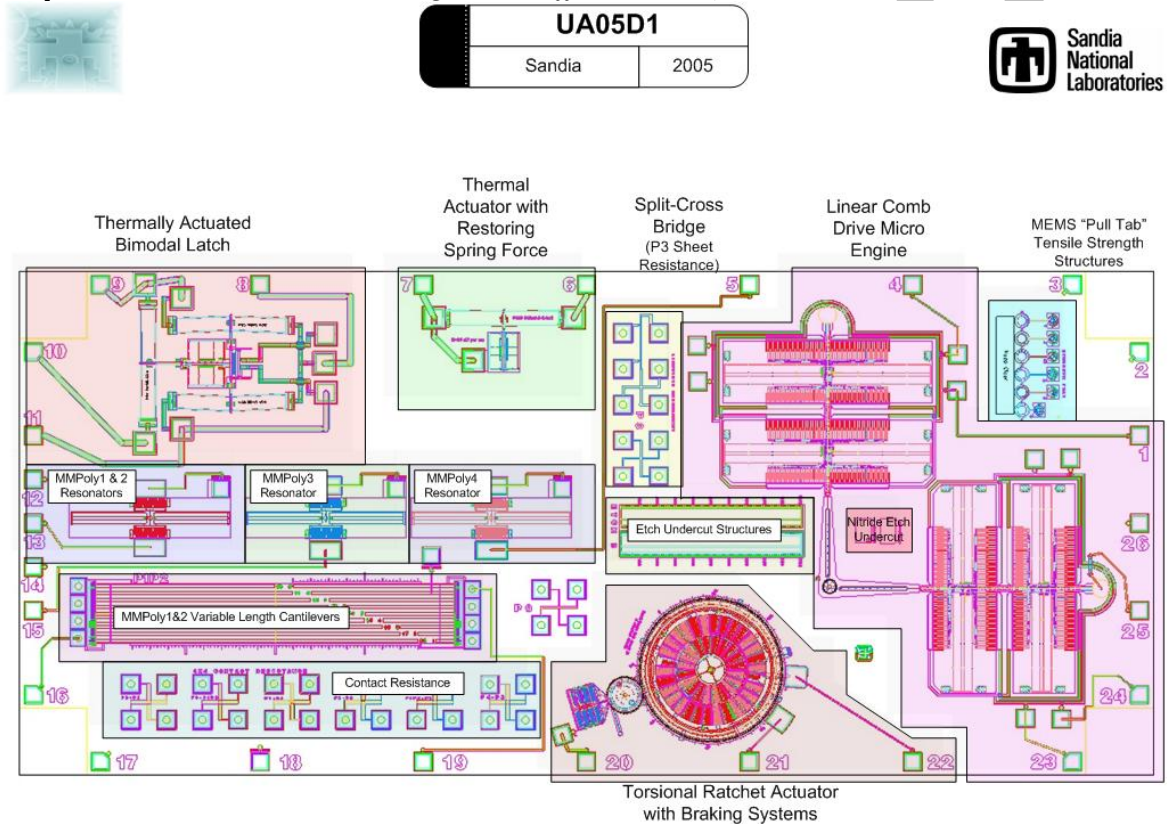 UA05D1
Sandia 2005
Sandia
National
Laboratories
Thermally Actuated
Bimodal Latch
Thermal
Actuator with
Restoring
Spring Force
Split-Cross
Bridge
(P3 Sheet
Resistance)
Linear Comb
Drive Micro
Engine
MEMS “Pull Tab”
Tensile Strength
Structures
9 8 7 6 5 4 3
10
2
11
1
MMPoly1 & 2
Resonators
MMPoly3
Resonator
MMPoly4
Resonator
12
13
Etch Undercut Structures
Nitride Etch
Undercut
26
14
P1P2
15
MMPoly1&2 Variable Length Cantilevers
25
16
Contact Resistance
24
17 18 19 20 21 22 23
Torsional Ratchet Actuator
with Braking Systems